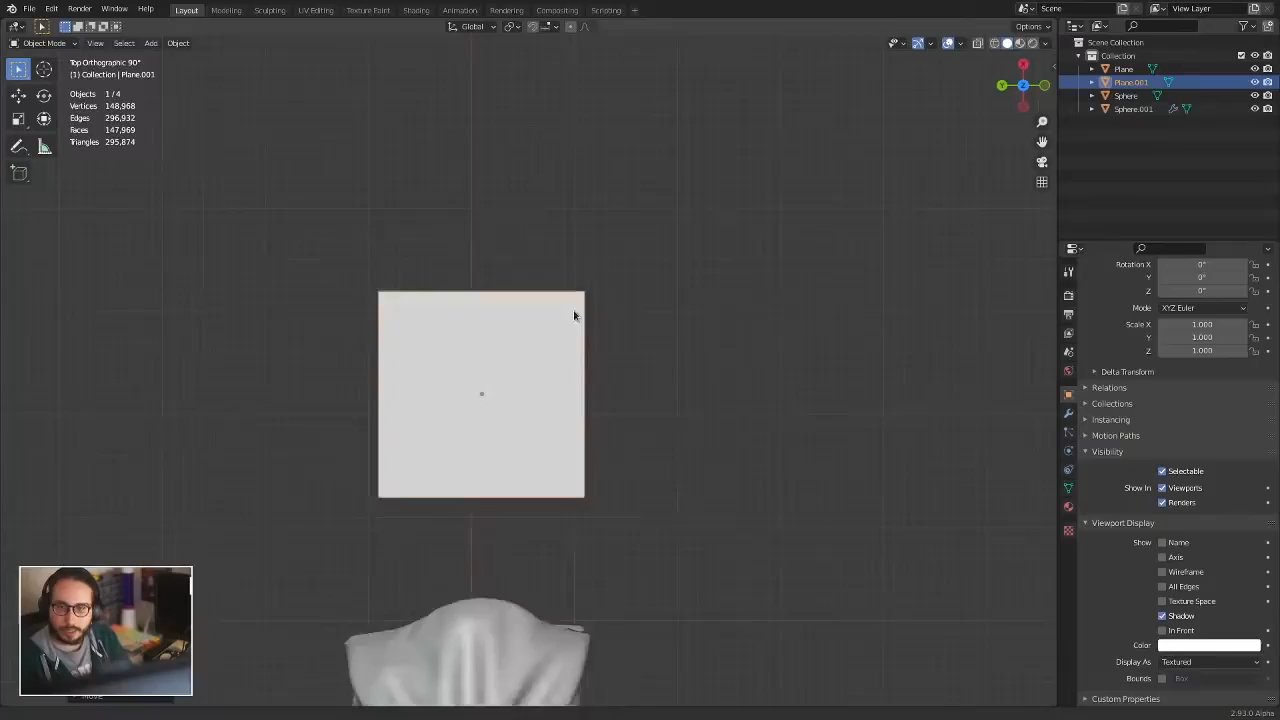 File Edit Render Window Help
Layout Modeling Sculpting UV Editing Texture Paint Shading Animation Rendering Compositing Scripting +
Scene View Layer
Global Options
Object Mode View Select Add Object
Top Orthographic 90°
(1) Collection | Plane.001
Objects 1/4
Vertices 148,968
Edges 296,932
Faces 147,969
Triangles 295,874
X
Y
Z
Scene Collection
Collection
Plane
Plane.001
Sphere
Sphere.001
Rotation X 0°
Y 0°
Z 0°
Mode XYZ Euler
Scale X 1.000
Y 1.000
Z 1.000
Delta Transform
Relations
Collections
Instancing
Motion Paths
Visibility
Selectable
Show In Viewports
Renders
Viewport Display
Show Name
Axis
Wireframe
All Edges
Texture Space
Shadow
In Front
Color
Display As Textured
Bounds Box
Custom Properties
Move
2.93.0 Alpha